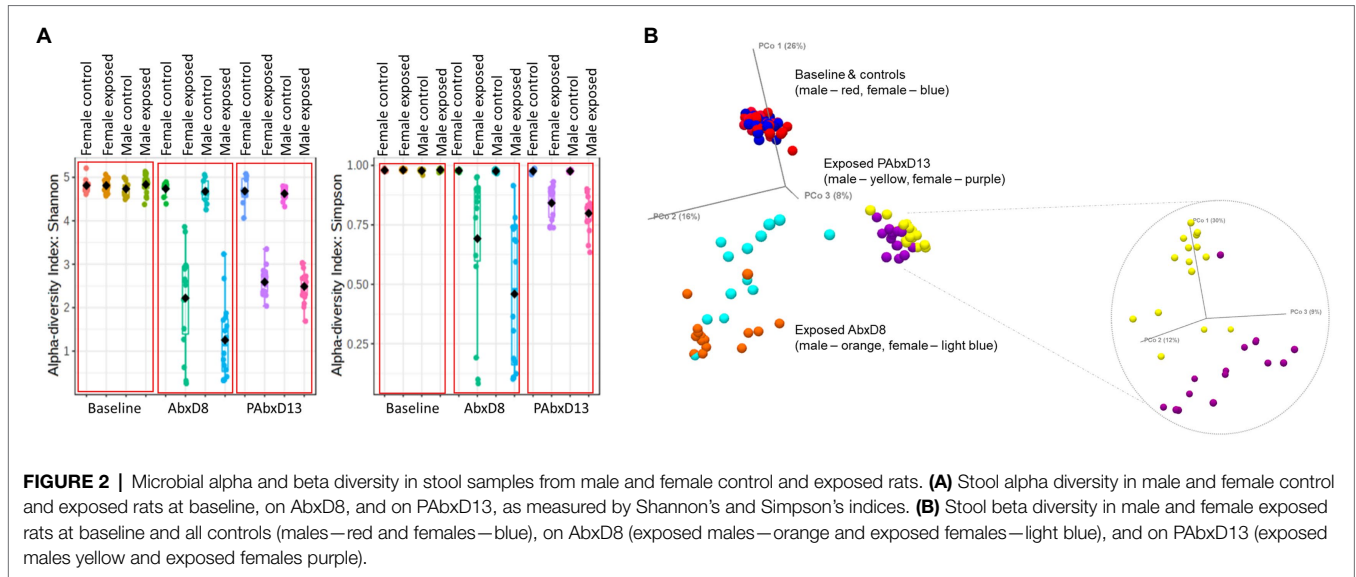 A
Female control
Female exposed
Male control
Male exposed
Female control
Female exposed
Male control
Male exposed
Female control
Female exposed
Male control
Male exposed
Alpha-diversity Index: Shannon
5
4
3
2
1
Baseline
AbxD8
PAbxD13
Female control
Female exposed
Male control
Male exposed
Female control
Female exposed
Male control
Male exposed
Female control
Female exposed
Male control
Male exposed
Alpha-diversity Index: Simpson
1.00
0.75
0.50
0.25
Baseline
AbxD8
PAbxD13
B
PCo 1 (26%)
Baseline & controls
(male – red, female – blue)
Exposed PAbxD13
(male – yellow, female – purple)
PCo 3 (8%)
PCo 2 (16%)
Exposed AbxD8
(male – orange, female – light blue)
PCo 1 (30%)
PCo 3 (9%)
PCo 2 (12%)
FIGURE 2 | Microbial alpha and beta diversity in stool samples from male and female control and exposed rats. (A) Stool alpha diversity in male and female control
and exposed rats at baseline, on AbxD8, and on PAbxD13, as measured by Shannon's and Simpson's indices. (B) Stool beta diversity in male and female exposed
rats at baseline and all controls (males—red and females—blue), on AbxD8 (exposed males—orange and exposed females—light blue), and on PAbxD13 (exposed
males yellow and exposed females purple).